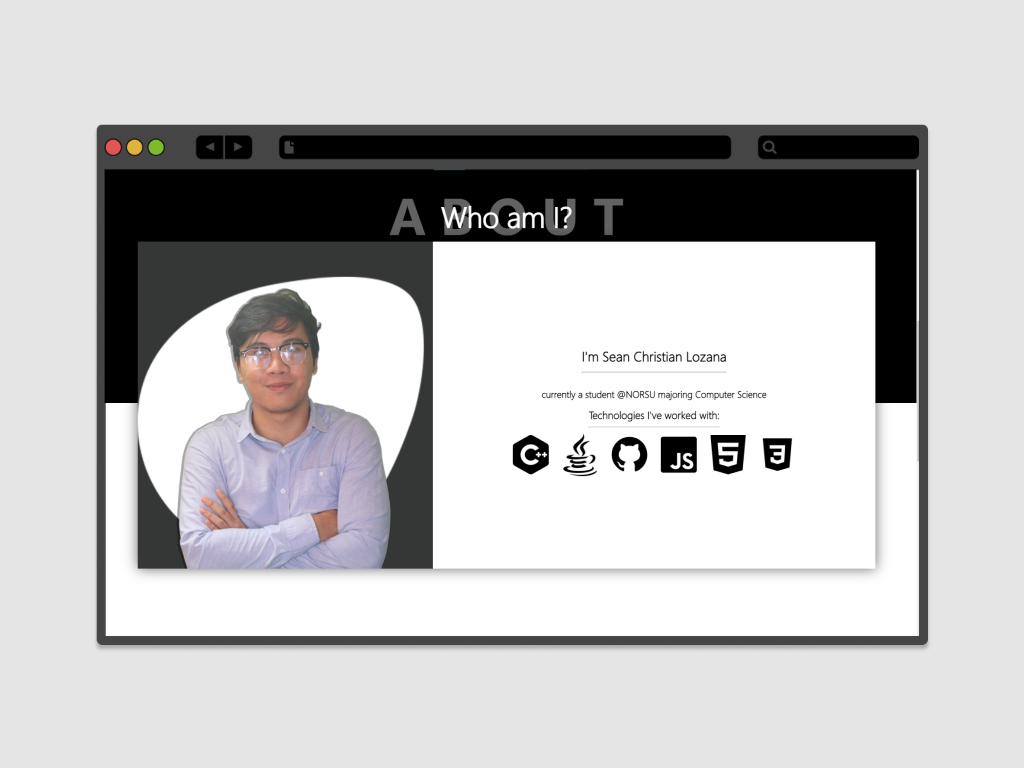 ABOUT
Who am I?
I'm Sean Christian Lozana
currently a student @NORSU majoring Computer Science
Technologies I've worked with:
C++
JS
5
3